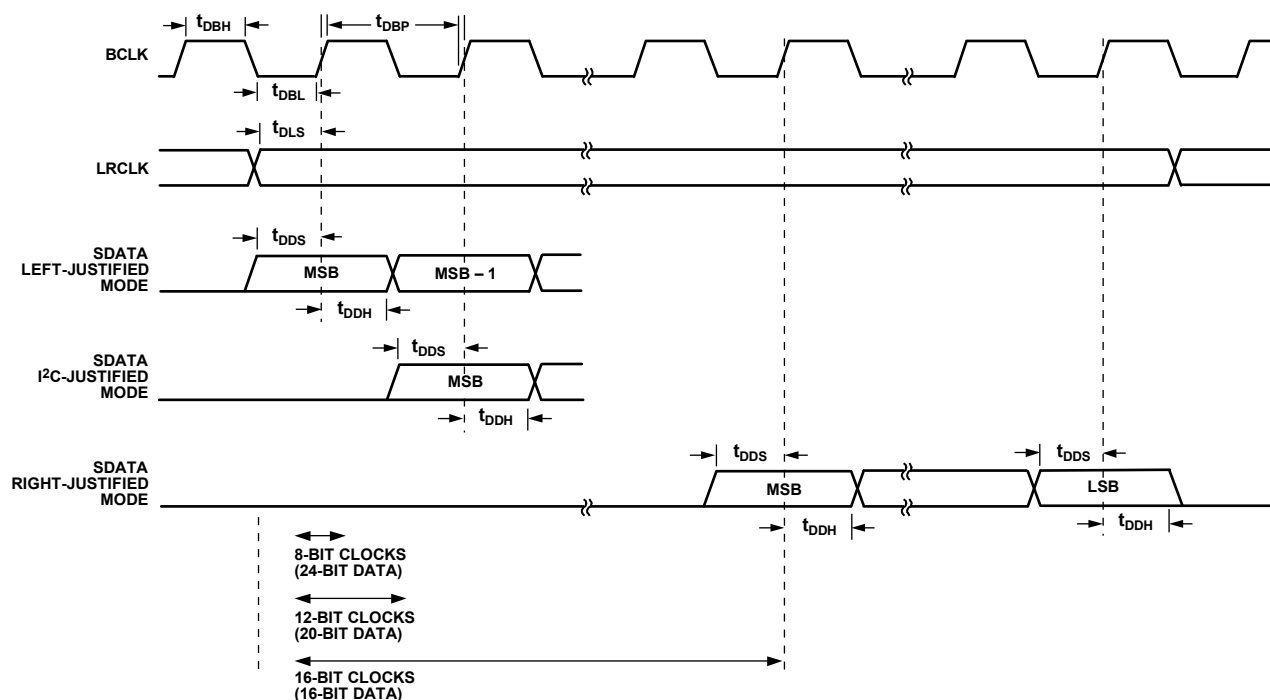 tDBH
tDBP
BCLK
tDBL
tDLS
LRCLK
tDDS
SDATA
LEFT-JUSTIFIED
MODE
MSB
MSB – 1
tDDH
SDATA
I²C-JUSTIFIED
MODE
tDDS
MSB
tDDH
SDATA
RIGHT-JUSTIFIED
MODE
tDDS
tDDS
MSB
LSB
tDDH
tDDH
8-BIT CLOCKS
(24-BIT DATA)
12-BIT CLOCKS
(20-BIT DATA)
16-BIT CLOCKS
(16-BIT DATA)